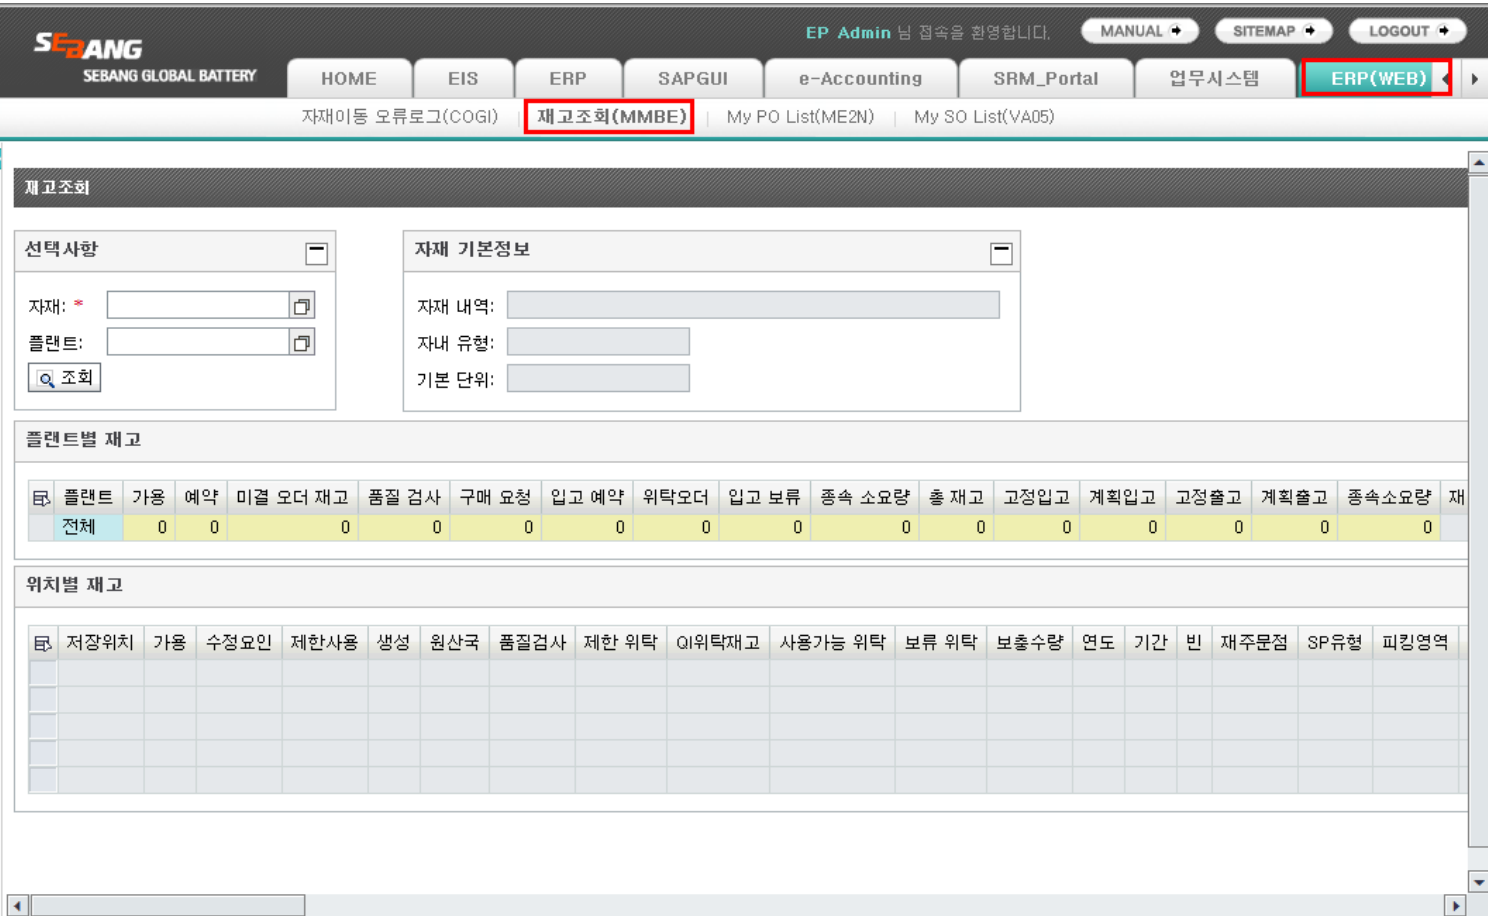 EP Admin 님 접속을 환영합니다. MANUAL SITEMAP LOGOUT
SEBANG
SEBANG GLOBAL BATTERY
HOME EIS ERP SAPGUI e-Accounting SRM_Portal 업무시스템 ERP(WEB)
자재이동 오류로그(COGI) 재고조회(MMBE) My PO List(ME2N) My SO List(VA05)
재고조회
선택사항
자재: *
플랜트:
조회
자재 기본정보
자재 내역:
자내 유형:
기본 단위:
플랜트별 재고
플랜트 가용 예약 미결 오더 재고 품질 검사 구매 요청 입고 예약 위탁오더 입고 보류 종속 소요량 총 재고 고정입고 계획입고 고정출고 계획출고 종속소요량 재
전체 0 0 0 0 0 0 0 0 0 0 0 0 0 0 0
위치별 재고
저장위치 가용 수정요인 제한사용 생성 원산국 품질검사 제한 위탁 QI위탁재고 사용가능 위탁 보류 위탁 보충수량 연도 기간 빈 재주문점 SP유형 피킹영역